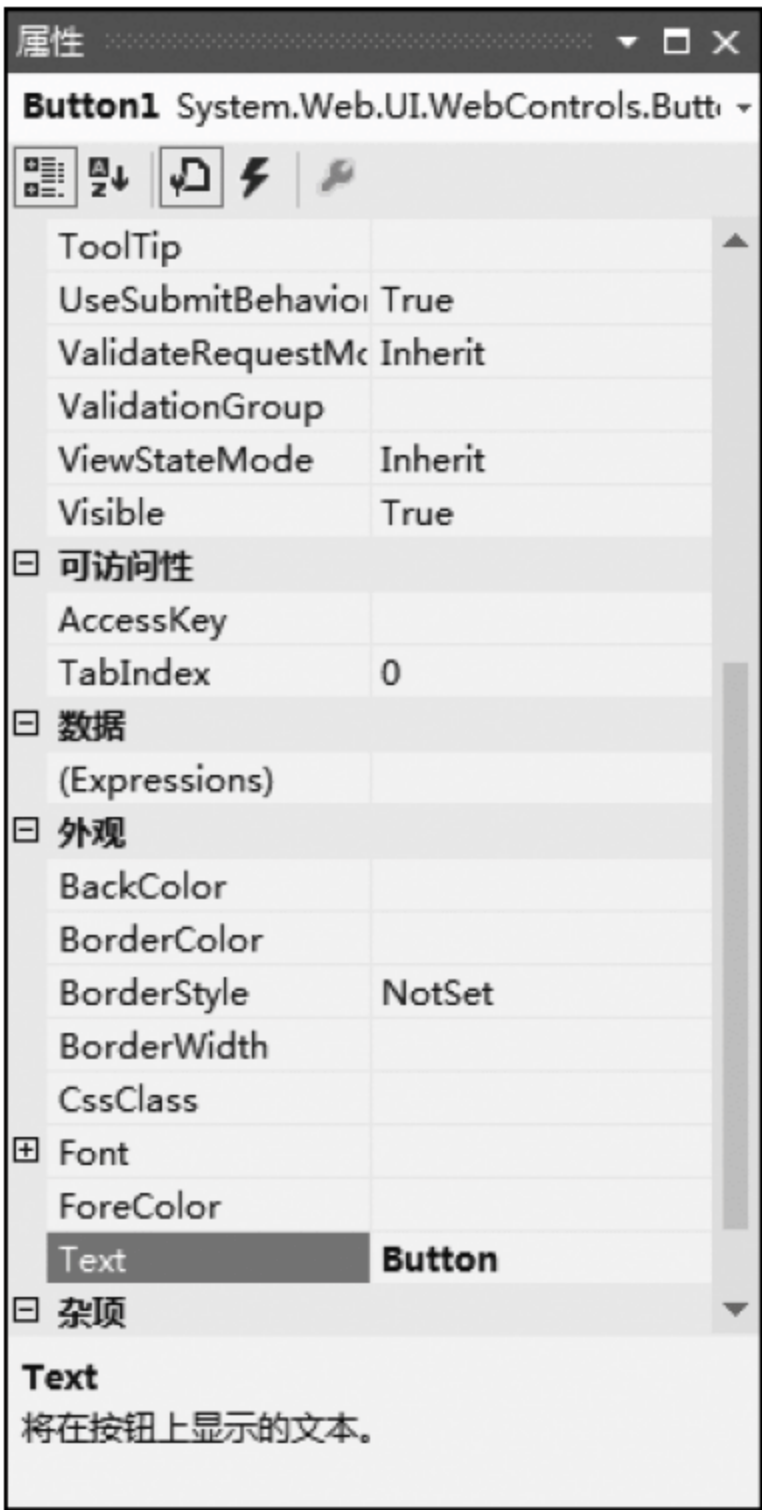 属性
Button1 System.Web.UI.WebControls.Butt
ToolTip
UseSubmitBehavior True
ValidateRequestMo Inherit
ValidationGroup
ViewStateMode Inherit
Visible True
可访问性
AccessKey
TabIndex 0
数据
(Expressions)
外观
BackColor
BorderColor
BorderStyle NotSet
BorderWidth
CssClass
Font
ForeColor
Text Button
杂项
Text
将在按钮上显示的文本。